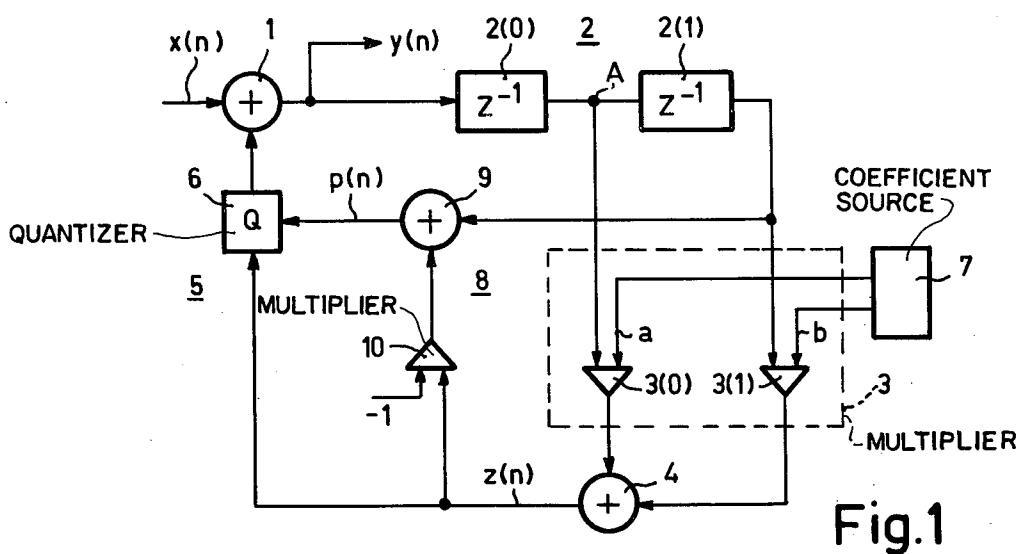 x(n)
1
y(n)
2(0)
2
2(1)
+
Z-1
A
Z-1
6
p(n)
9
COEFFICIENT
SOURCE
Q
+
QUANTIZER
7
5
8
MULTIPLIER
10
a
b
3(0)
3(1)
3
-1
MULTIPLIER
z(n)
4
+
Fig.1